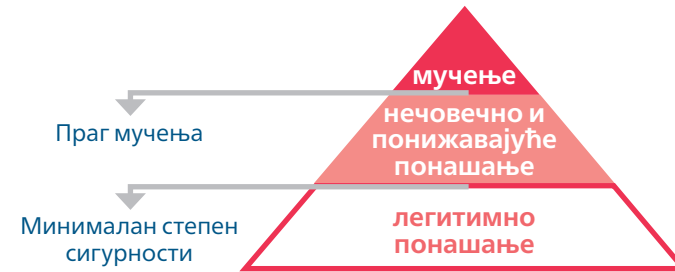 мучење
нечовечно и
понижавајуће
понашање
Праг мучења
легитимно
понашање
Минималан степен
сигурности